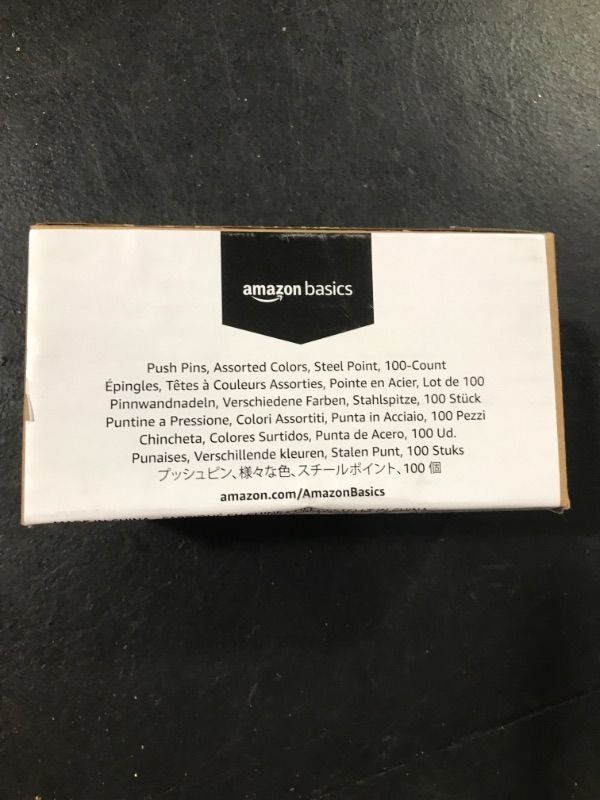 amazon basics
Push Pins, Assorted Colors, Steel Point, 100-Count
Épingles, Têtes à Couleurs Assorties, Pointe en Acier, Lot de 100
Pinnwandnadeln, Verschiedene Farben, Stahlspitze, 100 Stück
Puntine a Pressione, Colori Assortiti, Punta in Acciaio, 100 Pezzi
Chincheta, Colores Surtidos, Punta de Acero, 100 Ud.
Punaises, Verschillende kleuren, Stalen Punt, 100 Stuks
プッシュピン、様々な色、スチールポイント、100 個
amazon.com/AmazonBasics